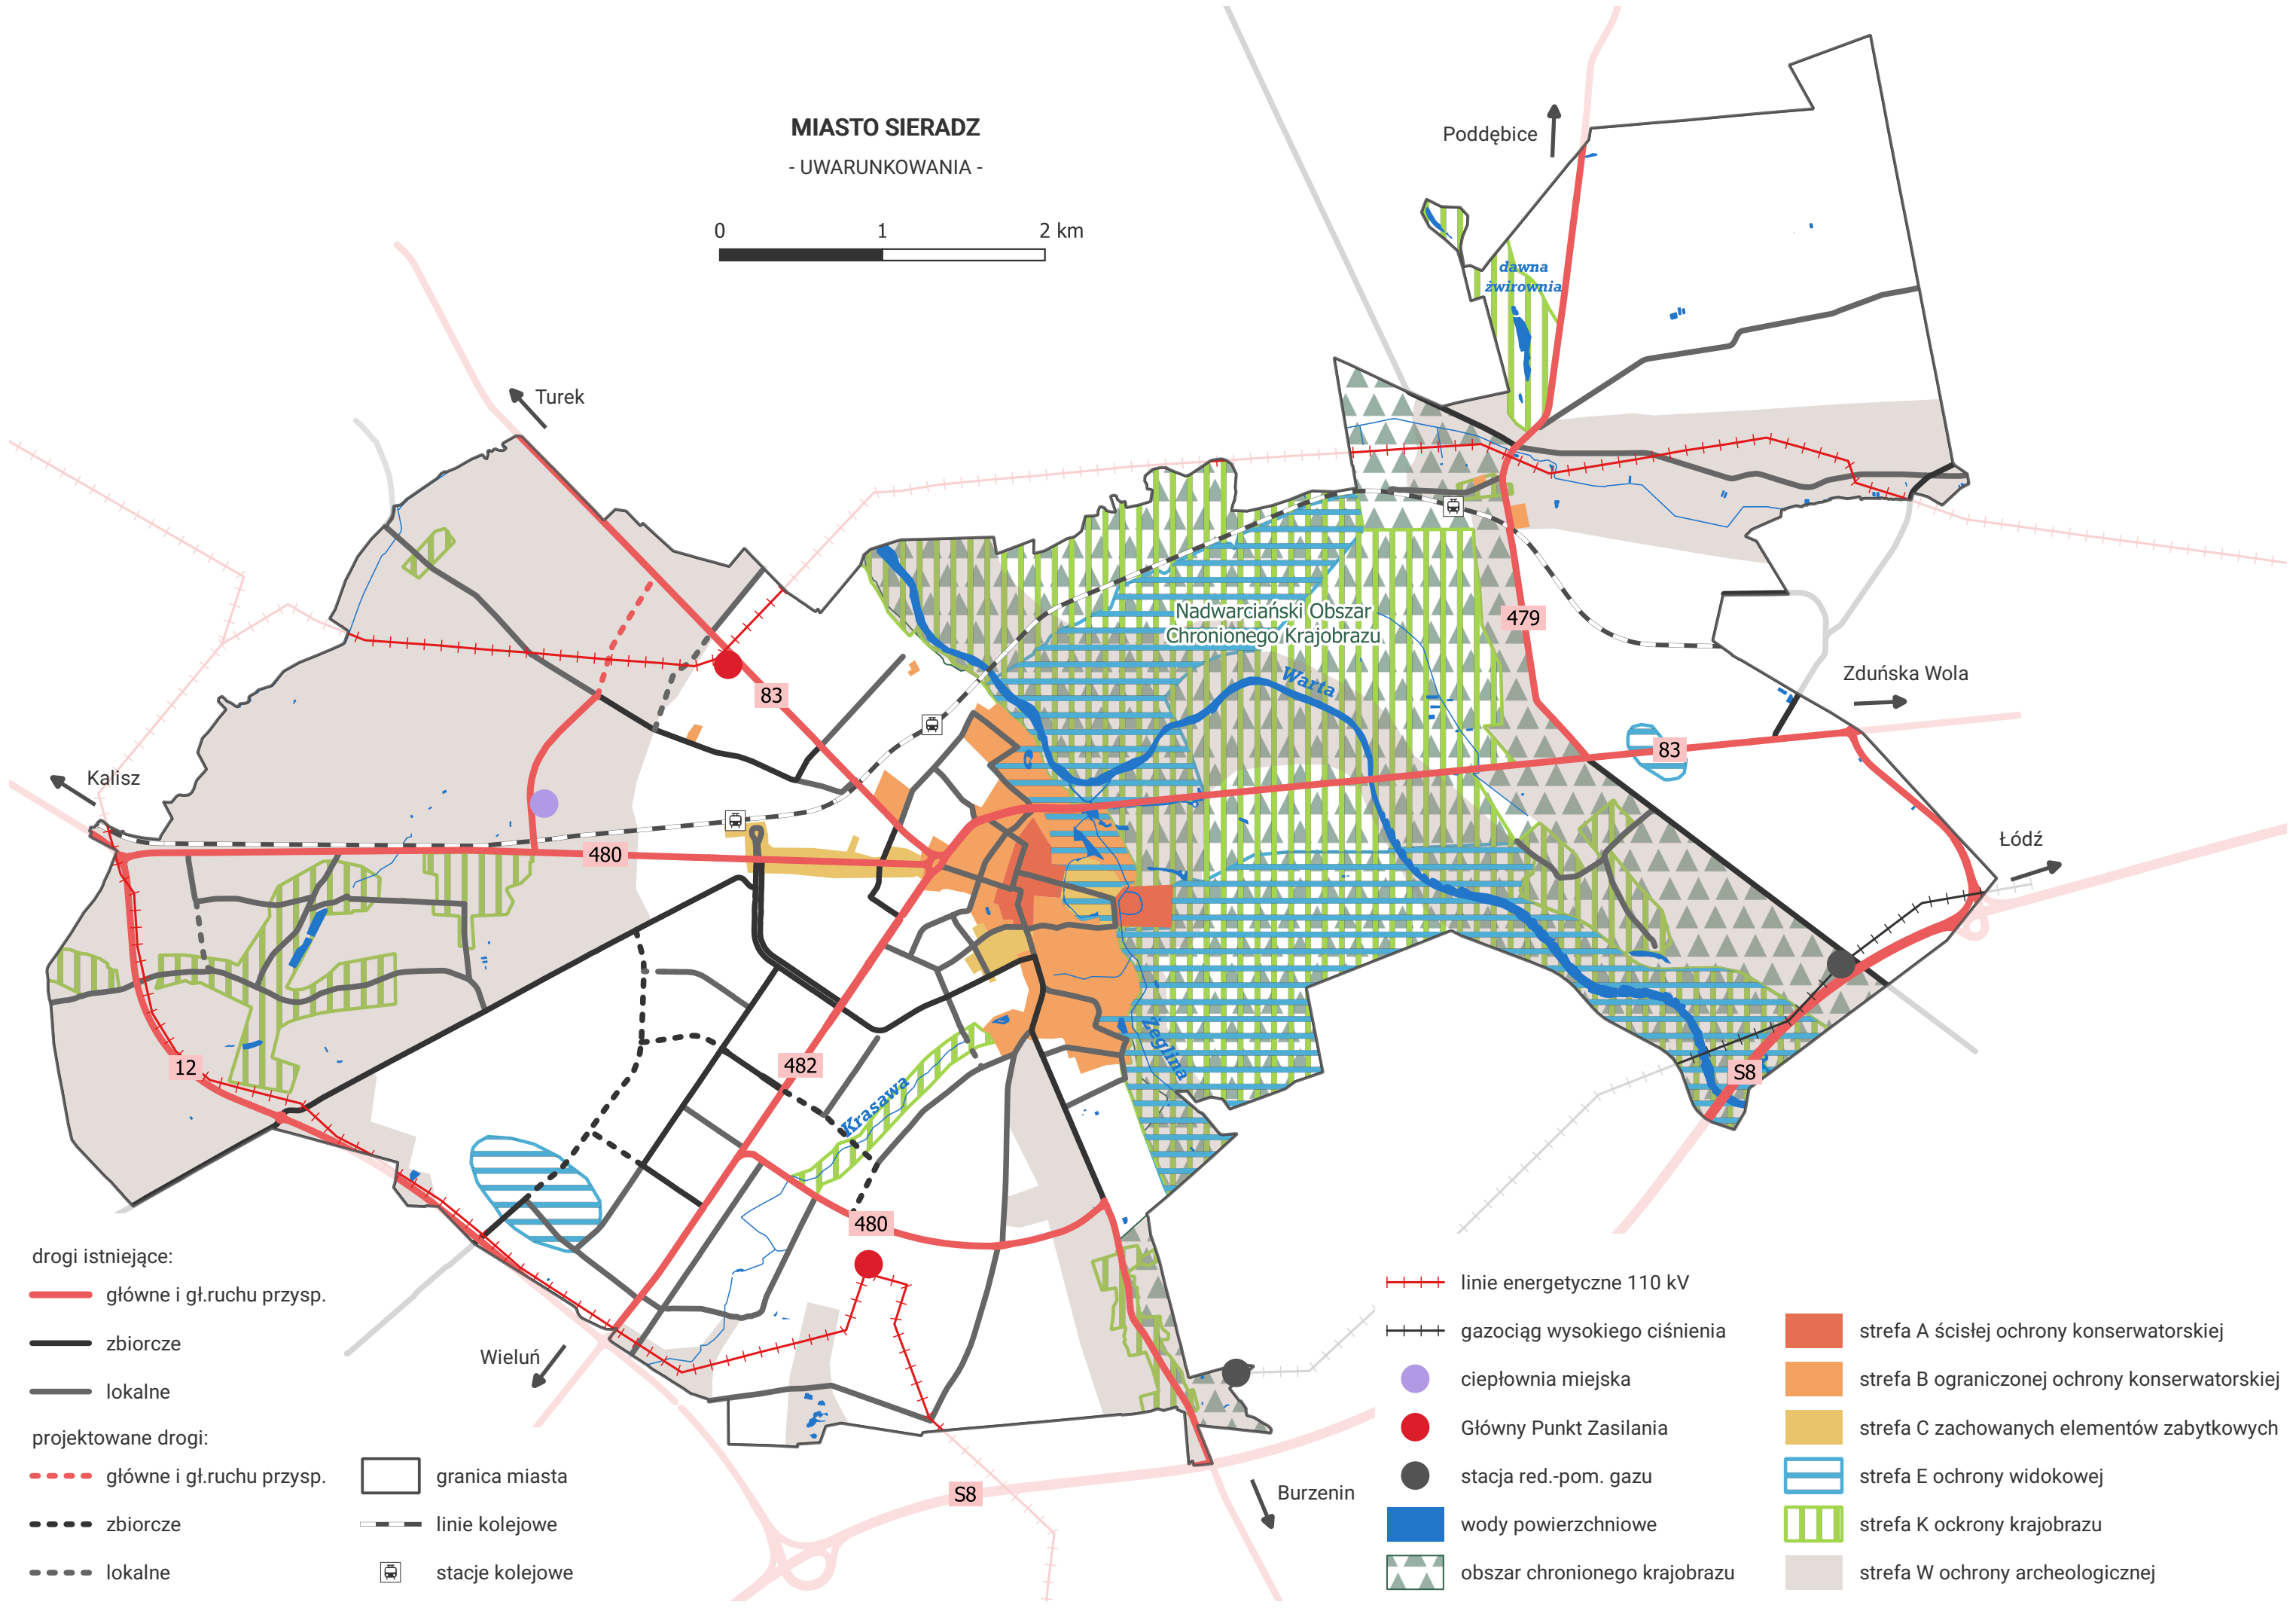 MIASTO SIERADZ
- UWARUNKOWANIA -
0 1 2 km
Poddębice
dawna
żwirownia
Turek
Nadwarciański Obszar
Chronionego Krajobrazu
479
Zduńska Wola
83
Warta
83
Kalisz
480
Łódź
12
482
Żeglina
S8
Krasawa
480
Wieluń
S8
Burzenin
drogi istniejące:
główne i gł.ruchu przysp.
zbiorcze
lokalne
projektowane drogi:
główne i gł.ruchu przysp.
zbiorcze
lokalne
granica miasta
linie kolejowe
stacje kolejowe
linie energetyczne 110 kV
gazociąg wysokiego ciśnienia
ciepłownia miejska
Główny Punkt Zasilania
stacja red.-pom. gazu
wody powierzchniowe
obszar chronionego krajobrazu
strefa A ścisłej ochrony konserwatorskiej
strefa B ograniczonej ochrony konserwatorskiej
strefa C zachowanych elementów zabytkowych
strefa E ochrony widokowej
strefa K ockrony krajobrazu
strefa W ochrony archeologicznej